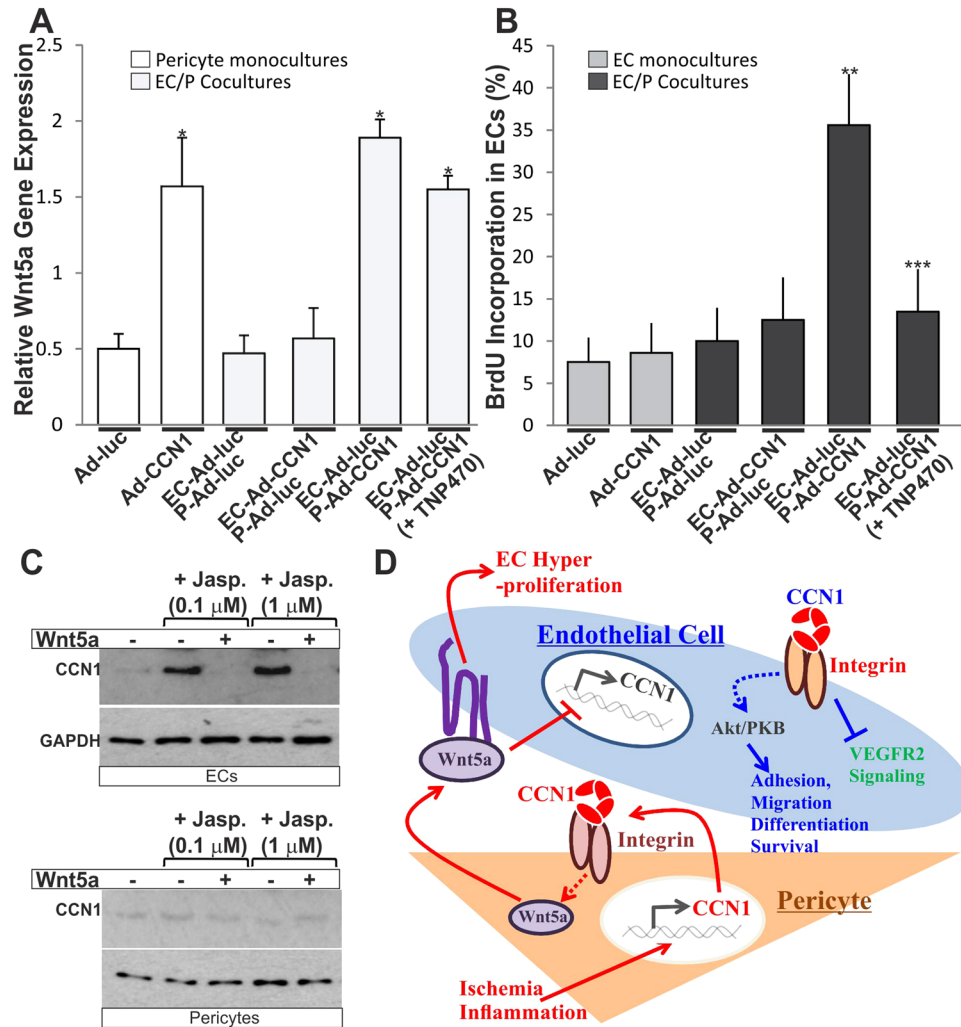 A
Relative Wnt5a Gene Expression
2.5
2
1.5
1
0.5
0
Pericyte monocultures
EC/P Cocultures
*
*
*
Ad-luc
Ad-CCN1
EC-Ad-luc
P-Ad-luc
EC-Ad-CCN1
P-Ad-luc
EC-Ad-luc
P-Ad-CCN1
EC-Ad-luc
P-Ad-CCN1
(+ TNP470)
B
BrdU Incorporation in ECs (%)
45
40
35
30
25
20
15
10
5
0
EC monocultures
EC/P Cocultures
**
***
Ad-luc
Ad-CCN1
EC-Ad-luc
P-Ad-luc
EC-Ad-CCN1
P-Ad-luc
EC-Ad-luc
P-Ad-CCN1
EC-Ad-luc
P-Ad-CCN1
(+ TNP470)
C
+ Jasp. + Jasp.
(0.1 μM) (1 μM)
Wnt5a - - + - +
CCN1
GAPDH
ECs
+ Jasp. + Jasp.
(0.1 μM) (1 μM)
Wnt5a - - + - +
CCN1
Pericytes
D
EC Hyper
-proliferation
Endothelial Cell
CCN1
CCN1
Integrin
Wnt5a
Akt/PKB
VEGFR2
Signaling
Adhesion,
Migration
Differentiation
Survival
CCN1
Integrin
Wnt5a
CCN1
Pericyte
Ischemia
Inflammation